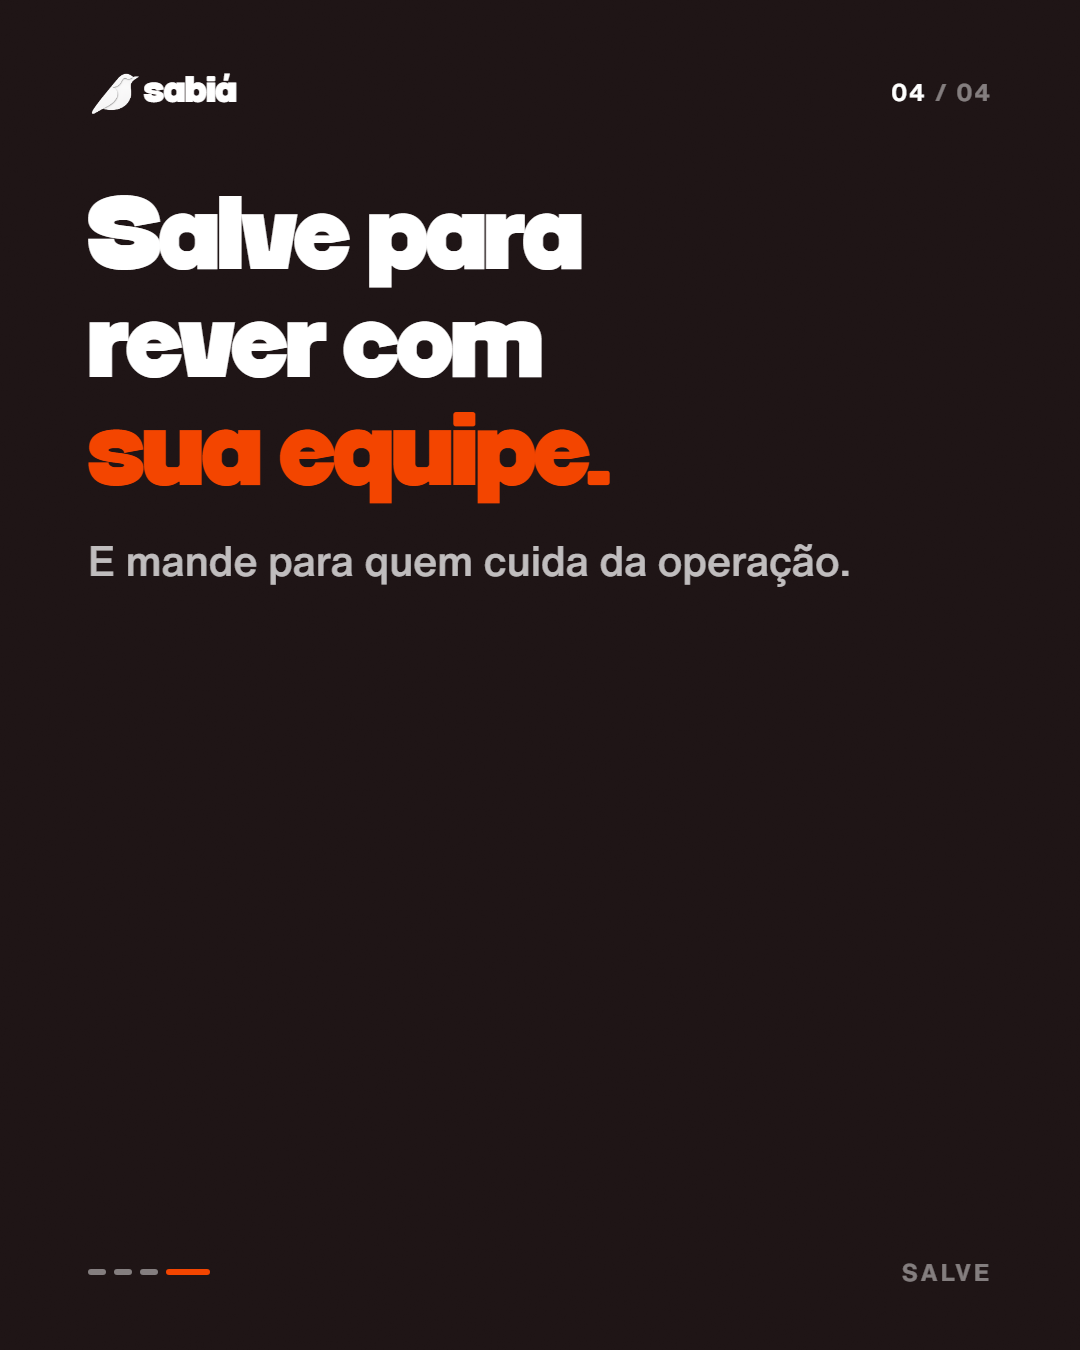 sabiá
04 / 04
Salve para
rever com
sua equipe.
E mande para quem cuida da operação.
SALVE